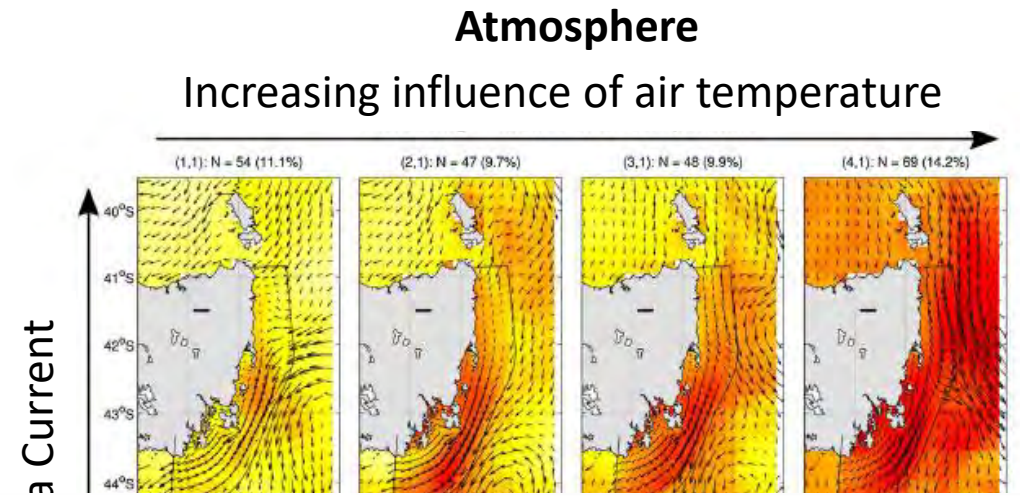 Atmosphere
Increasing influence of air temperature
(1,1): N = 54 (11.1%)
(2,1): N = 47 (9.7%)
(3,1): N = 48 (9.9%)
(4,1): N = 69 (14.2%)
40°S
41°S
42°S
43°S
44°S
a Current